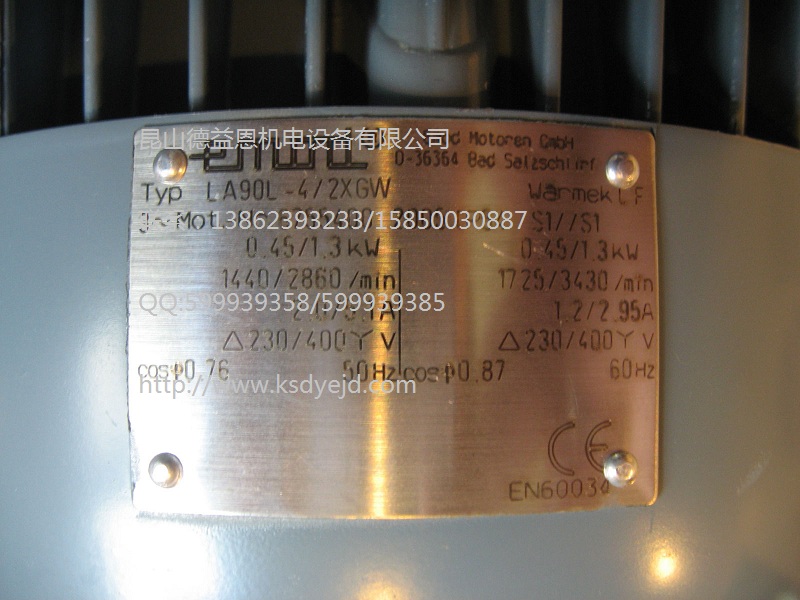 昆山德益恩机电设备有限公司
Motoren GmbH
D-36364 Bad Salzschlirf
Typ LA90L-4/2XGW Wärmekl F
3~Mot S1//S1
13862393233/15850030887
0.45/1.3kW 0.45/1.3kW
1440/2860/min 1725/3430/min
QQ:599939358/599939385
A 1.2/2.95A
△230/400Y V △230/400Y V
cosφ0.76 50Hz cosφ0.87 60Hz
http://www.ksdyejd.com
CE
EN60034